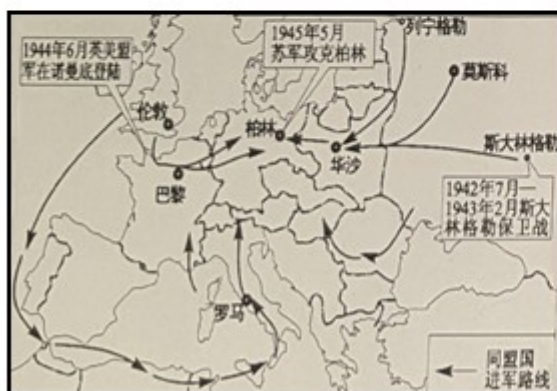 1944年6月英美盟
军在诺曼底登陆
1945年5月
苏军攻克柏林
列宁格勒
莫斯科
伦敦
柏林
华沙
斯大林格勒
巴黎
1942年7月—
1943年2月斯大
林格勒保卫战
罗马
同盟国
进军路线